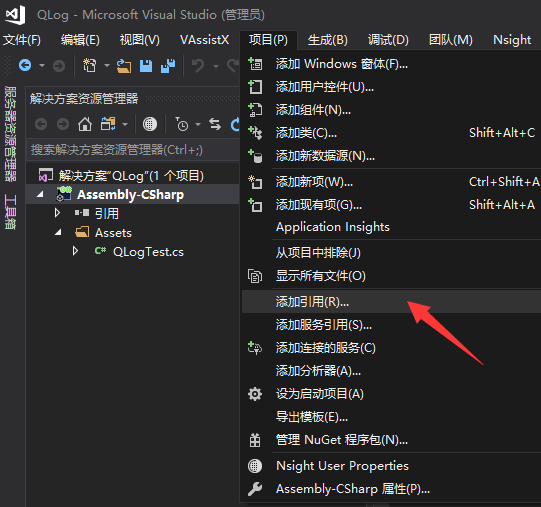 QLog - Microsoft Visual Studio (管理员)
文件(F) 编辑(E) 视图(V) VAssistX 项目(P) 生成(B) 调试(D) 团队(M) Nsight
服务器资源管理器
工具箱
解决方案资源管理器
搜索解决方案资源管理器(Ctrl+;)
解决方案"QLog"(1 个项目)
Assembly-CSharp
引用
Assets
C# QLogTest.cs
添加 Windows 窗体(F)...
添加用户控件(U)...
添加组件(N)...
添加类(C)... Shift+Alt+C
添加新数据源(N)...
添加新项(W)... Ctrl+Shift+A
添加现有项(G)... Shift+Alt+A
Application Insights
从项目中排除(J)
显示所有文件(O)
添加引用(R)...
添加服务引用(S)...
添加连接的服务(C)
添加分析器(A)...
设为启动项目(A)
导出模板(E)...
管理 NuGet 程序包(N)...
Nsight User Properties
Assembly-CSharp 属性(P)...